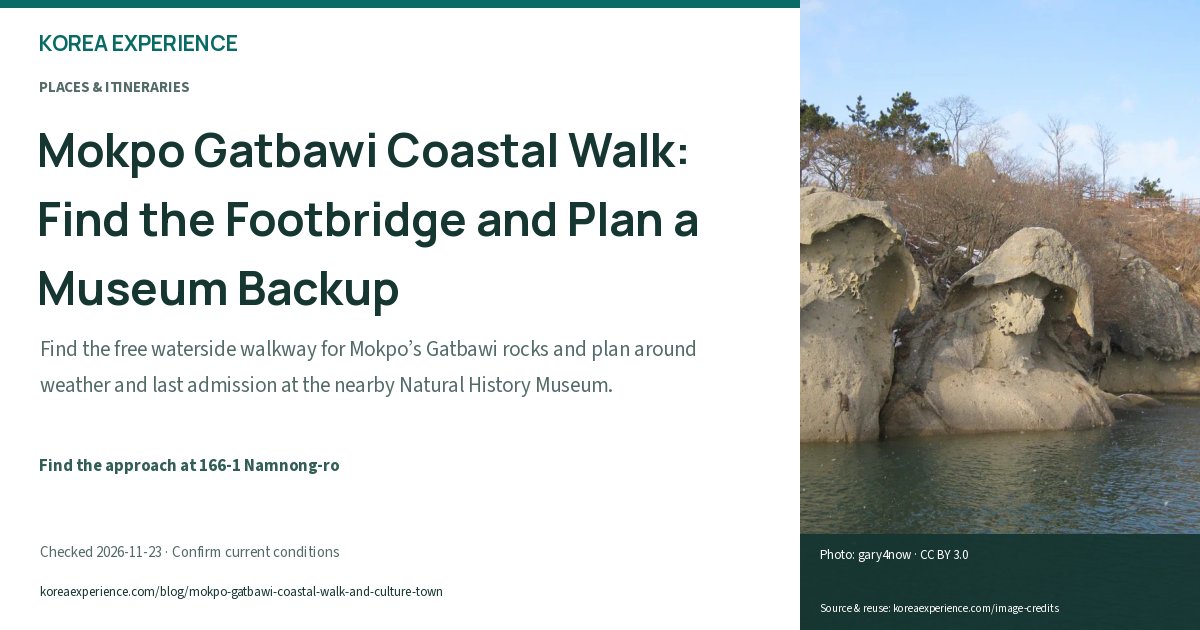 KOREA EXPERIENCE
PLACES & ITINERARIES
Mokpo Gatbawi Coastal Walk:
Find the Footbridge and Plan a
Museum Backup
Find the free waterside walkway for Mokpo’s Gatbawi rocks and plan around
weather and last admission at the nearby Natural History Museum.
Find the approach at 166-1 Namnong-ro
Checked 2026-11-23 · Confirm current conditions
koreaexperience.com/blog/mokpo-gatbawi-coastal-walk-and-culture-town
Photo: gary4now · CC BY 3.0
Source & reuse: koreaexperience.com/image-credits